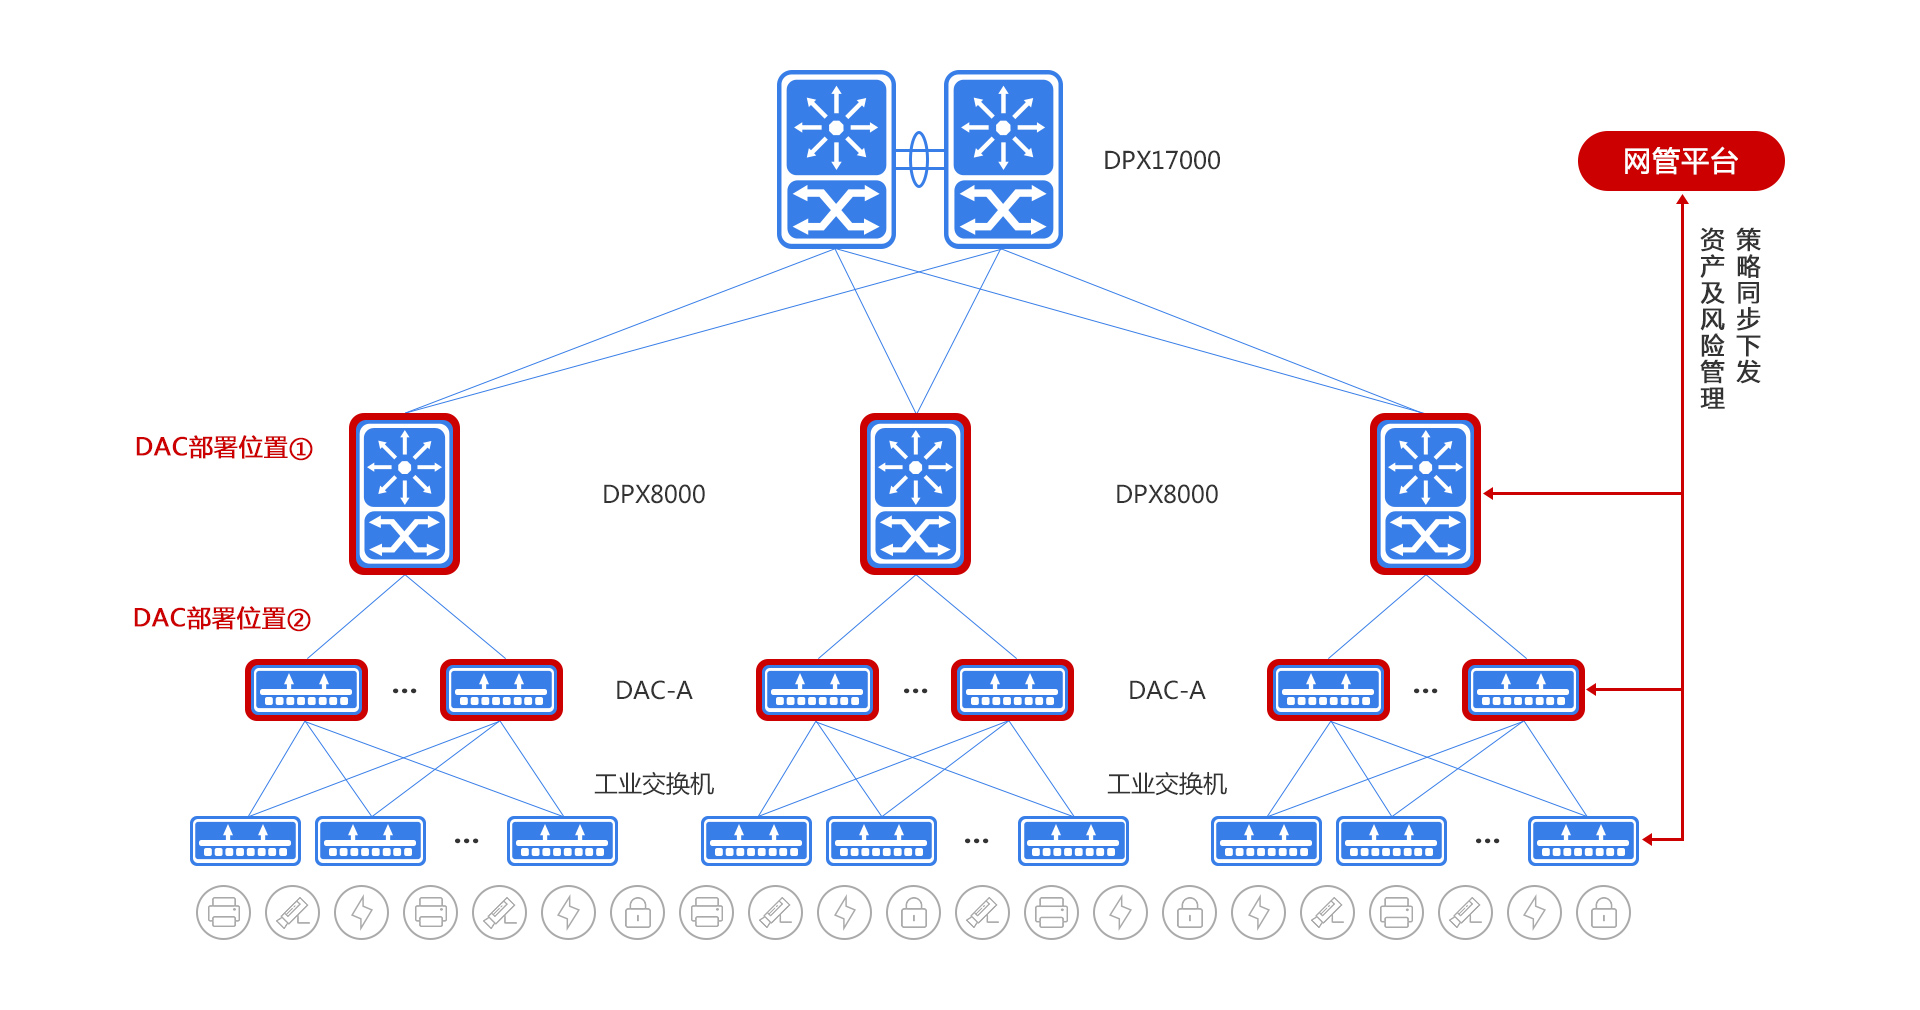 DPX17000
网管平台
策略同步下发
资产及风险管理
DAC部署位置①
DPX8000
DPX8000
DAC部署位置②
DAC-A
DAC-A
工业交换机
工业交换机